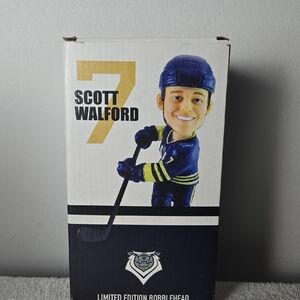 7
SCOTT
WALFORD
LIMITED EDITION BOBBLEHEAD